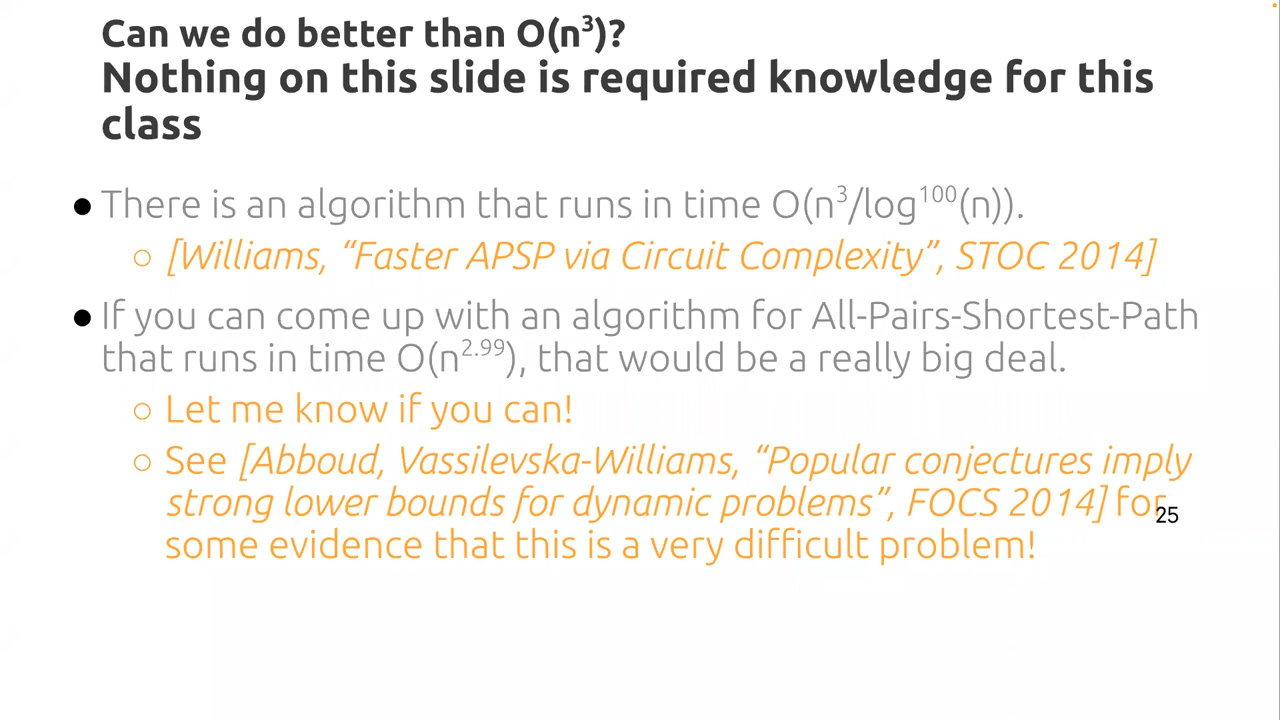 Can we do better than O(n³)?
Nothing on this slide is required knowledge for this
class
● There is an algorithm that runs in time O(n³/log¹⁰⁰(n)).
○ [Williams, “Faster APSP via Circuit Complexity”, STOC 2014]
● If you can come up with an algorithm for All-Pairs-Shortest-Path
that runs in time O(n²·⁹⁹), that would be a really big deal.
○ Let me know if you can!
○ See [Abboud, Vassilevska-Williams, “Popular conjectures imply
strong lower bounds for dynamic problems”, FOCS 2014] for
some evidence that this is a very difficult problem!
25